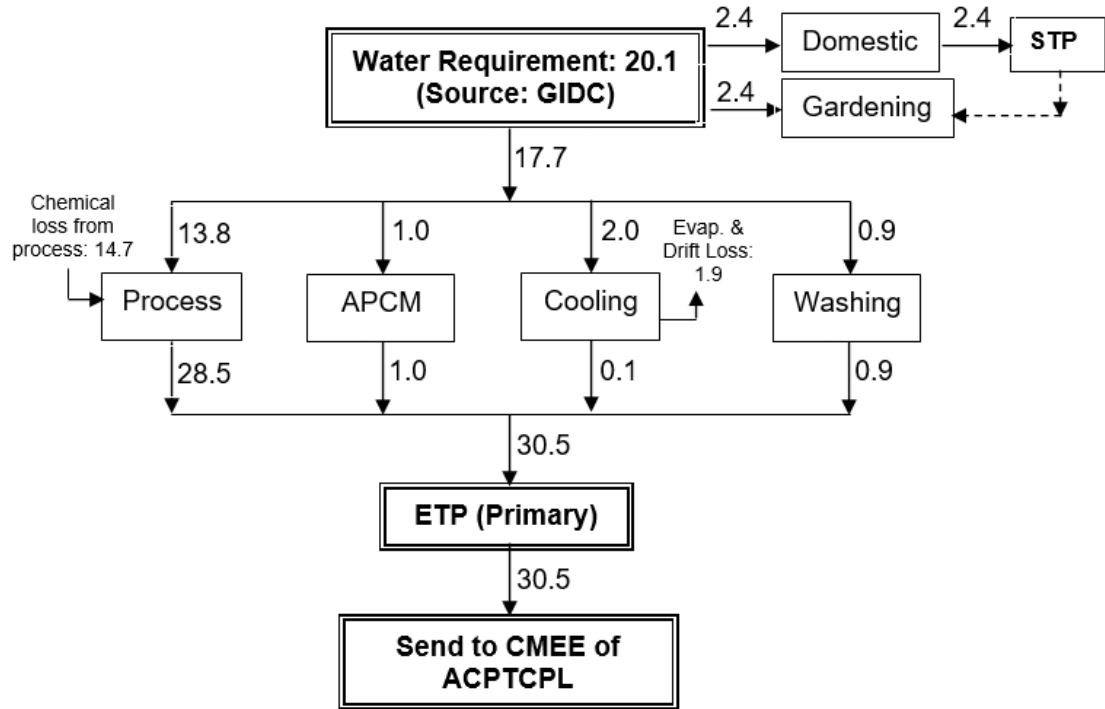 2.4
2.4
Water Requirement: 20.1
(Source: GIDC)
Domestic
STP
2.4
Gardening
17.7
Chemical
loss from
process: 14.7
13.8
1.0
2.0
Evap. &
Drift Loss:
1.9
0.9
Process
APCM
Cooling
Washing
28.5
1.0
0.1
0.9
30.5
ETP (Primary)
30.5
Send to CMEE of
ACPTCPL